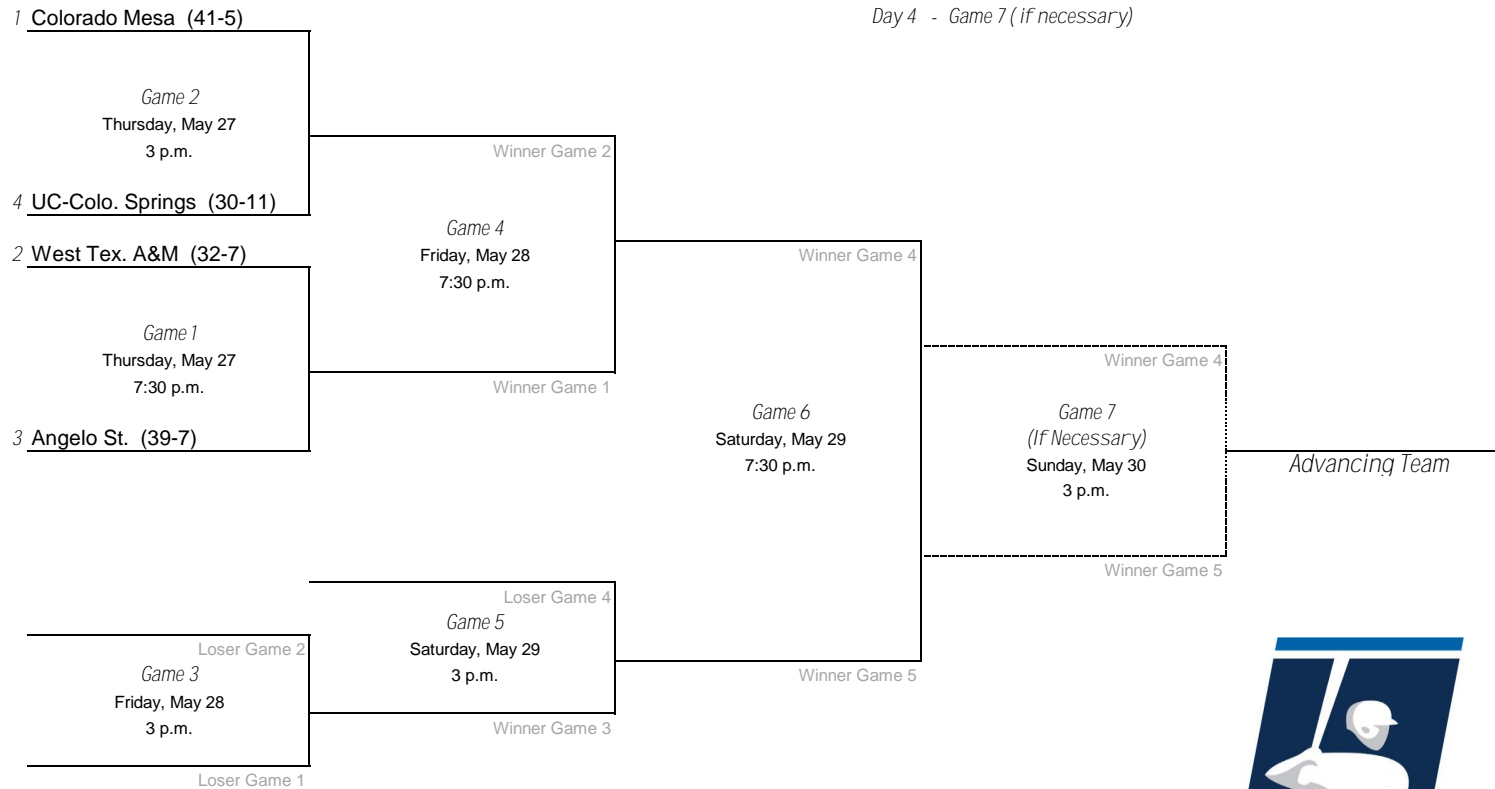 1 Colorado Mesa (41-5)
Day 4 - Game 7 ( if necessary)
Game 2
Thursday, May 27
3 p.m.
Winner Game 2
4 UC-Colo. Springs (30-11)
Game 4
Friday, May 28
7:30 p.m.
2 West Tex. A&M (32-7)
Winner Game 4
Game 1
Thursday, May 27
7:30 p.m.
Winner Game 1
3 Angelo St. (39-7)
Game 6
Saturday, May 29
7:30 p.m.
Winner Game 4
Game 7
(If Necessary)
Sunday, May 30
3 p.m.
Advancing Team
Winner Game 5
Loser Game 4
Game 5
Saturday, May 29
3 p.m.
Winner Game 5
Loser Game 2
Game 3
Friday, May 28
3 p.m.
Winner Game 3
Loser Game 1